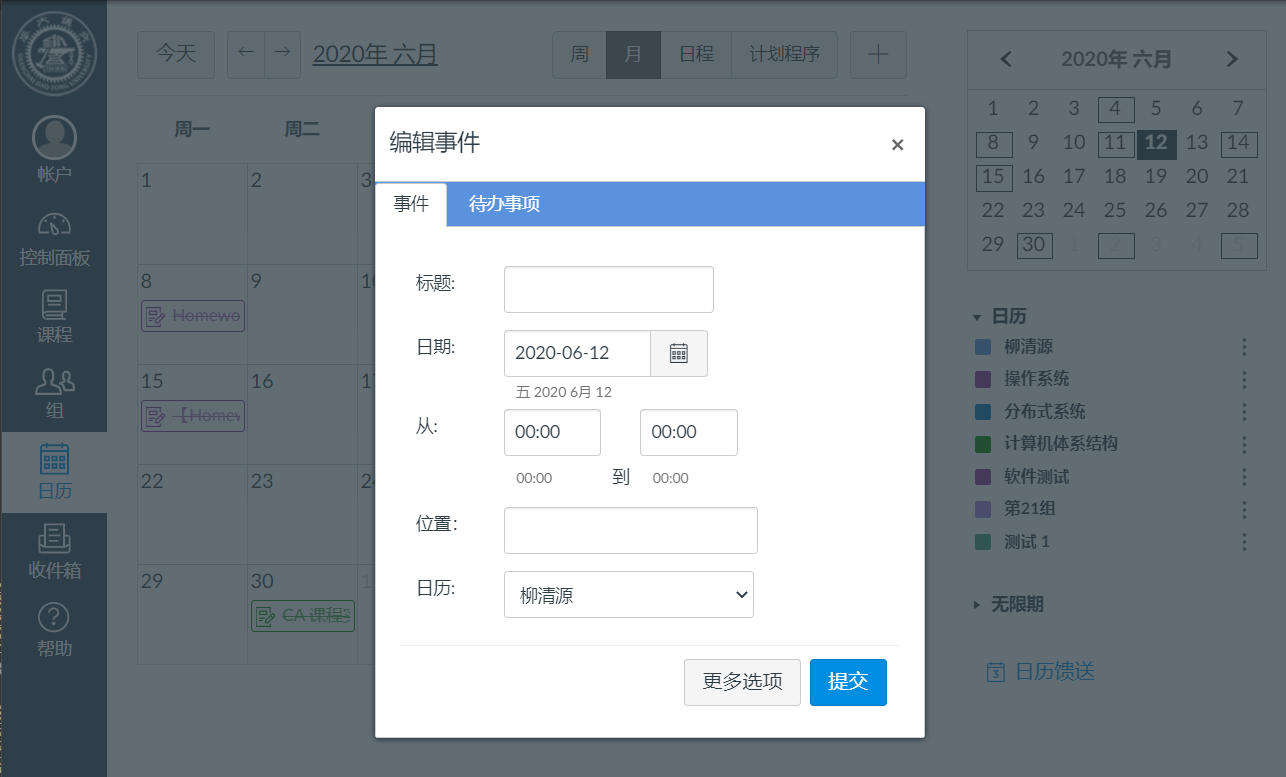 帐户
控制面板
课程
组
日历
收件箱
帮助
今天 ← → 2020年 六月 周 月 日程 计划程序 +
周一 周二
1 2 3
8 9
Homewo
15 16
【Homew
22 23
29 30 1
CA 课程
编辑事件 ×
事件 待办事项
标题:
日期: 2020-06-12
五 2020 6月 12
从: 00:00 00:00
00:00 到 00:00
位置:
日历: 柳清源
更多选项 提交
2020年 六月
1 2 3 4 5 6 7
8 9 10 11 12 13 14
15 16 17 18 19 20 21
22 23 24 25 26 27 28
29 30 1 2 3 4 5
日历
柳清源
操作系统
分布式系统
计算机体系结构
软件测试
第21组
测试 1
无限期
日历馈送